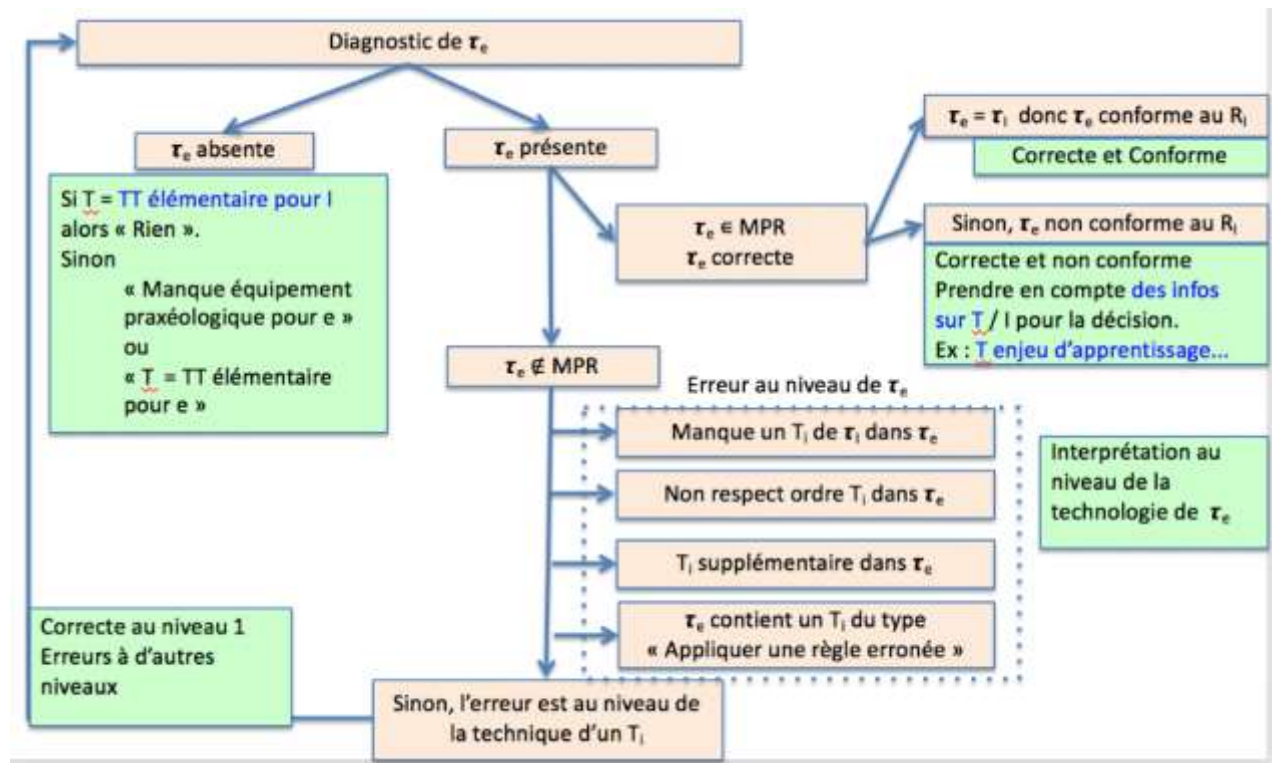 Diagnostic de 𝝉e
𝝉e absente
Si T = TT élémentaire pour I
alors « Rien ».
Sinon
« Manque équipement
praxéologique pour e »
ou
« T = TT élémentaire
pour e »
𝝉e présente
𝝉e ∈ MPR
𝝉e correcte
𝝉e = 𝝉I donc 𝝉e conforme au RI
Correcte et Conforme
Sinon, 𝝉e non conforme au RI
Correcte et non conforme
Prendre en compte des infos
sur T / I pour la décision.
Ex : T enjeu d'apprentissage...
𝝉e ∉ MPR
Erreur au niveau de 𝝉e
Manque un Ti de 𝝉I dans 𝝉e
Non respect ordre Ti dans 𝝉e
Ti supplémentaire dans 𝝉e
𝝉e contient un Ti du type
« Appliquer une règle erronée »
Interprétation au
niveau de la
technologie de 𝝉e
Sinon, l'erreur est au niveau de
la technique d'un Ti
Correcte au niveau 1
Erreurs à d'autres
niveaux